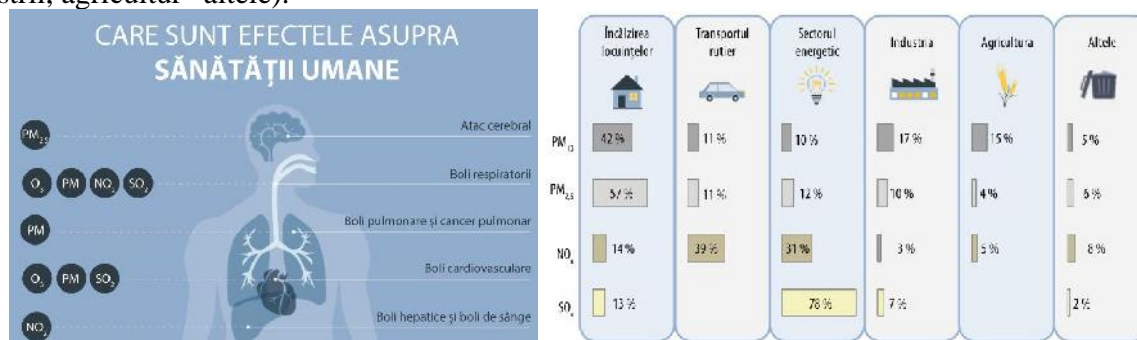 CARE SUNT EFECTELE ASUPRA
SĂNĂTĂȚII UMANE
PM2,5 Atac cerebral
O3 PM NO2 SO2 Boli respiratorii
PM Boli pulmonare și cancer pulmonar
O3 PM SO2 Boli cardiovasculare
NO2 Boli hepatice și boli de sânge
Încălzirea locuințelor
Transportul rutier
Sectorul energetic
Industria
Agricultura
Altele
PM10 42 % 11 % 10 % 17 % 15 % 5 %
PM2,5 57 % 11 % 12 % 10 % 4 % 6 %
NOx 14 % 39 % 31 % 3 % 5 % 8 %
SOx 13 % 78 % 7 % 2 %